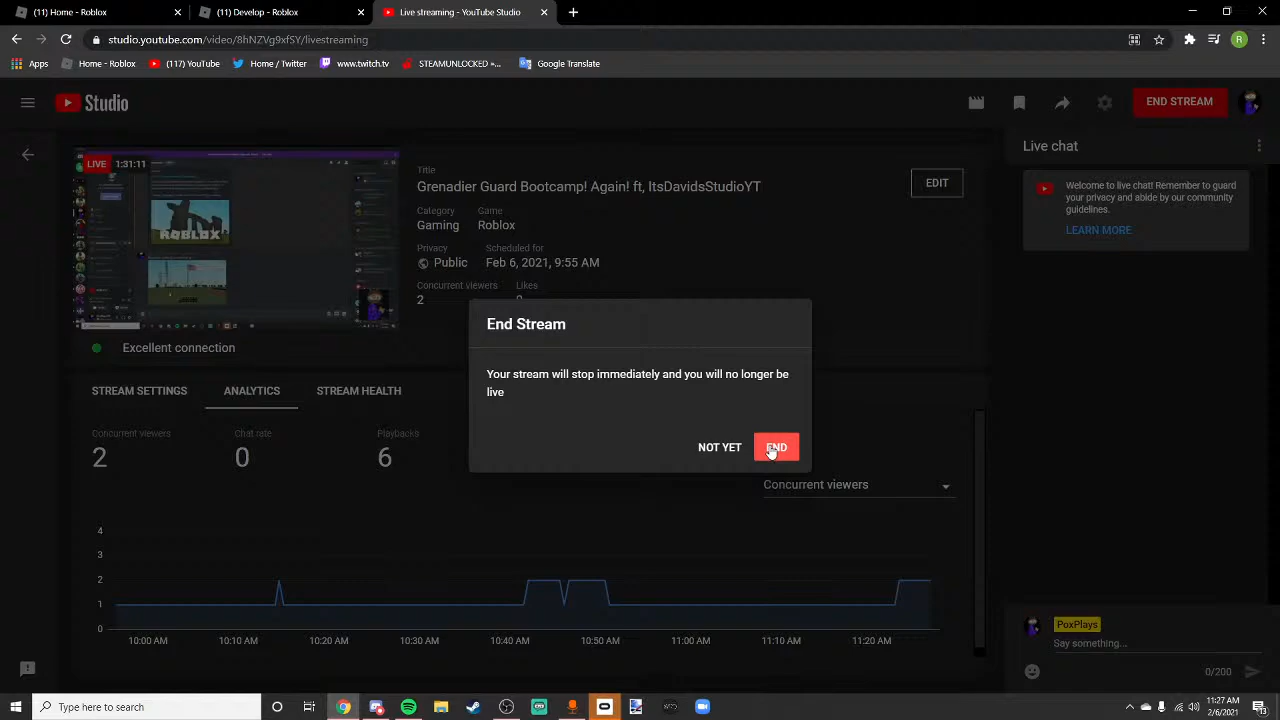 (11) Home - Roblox
(11) Develop - Roblox
Live streaming - YouTube Studio
studio.youtube.com/video/8hNZVg9xfSY/livestreaming
R
Apps
Home - Roblox
(117) YouTube
Home / Twitter
www.twitch.tv
STEAMUNLOCKED »...
Google Translate
Studio
END STREAM
LIVE
1:31:11
ROBLOX
Title
Grenadier Guard Bootcamp! Again! ft, ItsDavidsStudioYT
EDIT
Category
Game
Gaming
Roblox
Privacy
Scheduled for
Public
Feb 6, 2021, 9:55 AM
Concurrent viewers
Likes
2
Excellent connection
Live chat
Welcome to live chat! Remember to guard
your privacy and abide by our community
guidelines.
LEARN MORE
End Stream
Your stream will stop immediately and you will no longer be
live
NOT YET
END
STREAM SETTINGS
ANALYTICS
STREAM HEALTH
Concurrent viewers
Chat rate
Playbacks
2
0
6
Concurrent viewers
4
3
2
1
0
10:00 AM
10:10 AM
10:20 AM
10:30 AM
10:40 AM
10:50 AM
11:00 AM
11:10 AM
11:20 AM
PoxPlays
Say something...
0/200
Type here to search
11:27 AM
2/6/2021